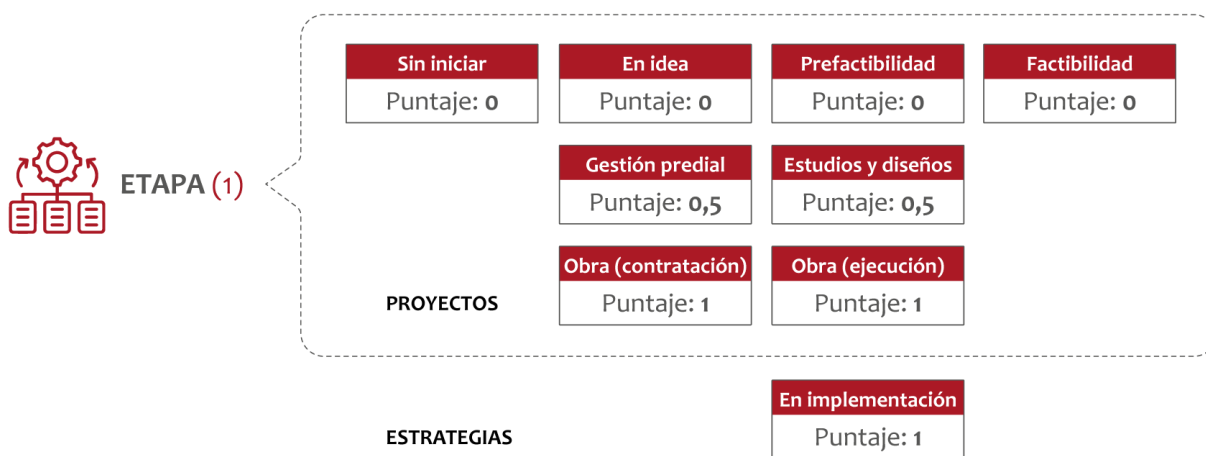 Sin iniciar
En idea
Prefactibilidad
Factibilidad
Puntaje: 0
Puntaje: 0
Puntaje: 0
Puntaje: 0
ETAPA (1)
Gestión predial
Estudios y diseños
Puntaje: 0,5
Puntaje: 0,5
Obra (contratación)
Obra (ejecución)
PROYECTOS
Puntaje: 1
Puntaje: 1
En implementación
ESTRATEGIAS
Puntaje: 1